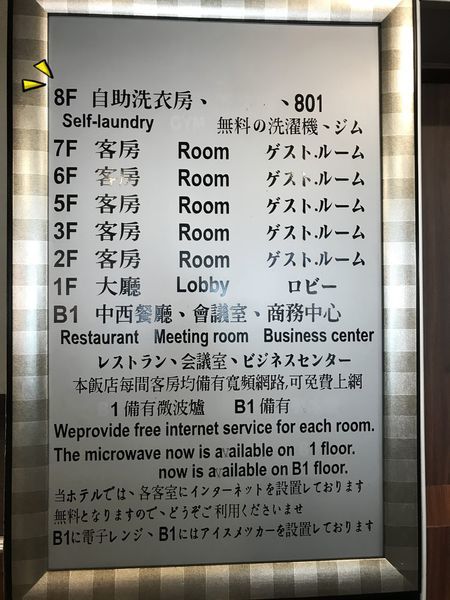 8F 自助洗衣房、 、801
Self-laundry GYM 無料の洗濯機、ジム
7F 客房 Room ゲスト.ルーム
6F 客房 Room ゲスト.ルーム
5F 客房 Room ゲスト.ルーム
3F 客房 Room ゲスト.ルーム
2F 客房 Room ゲスト.ルーム
1F 大廳 Lobby ロビー
B1 中西餐廳、會議室、商務中心
Restaurant Meeting room Business center
レストラン、会議室、ビジネスセンター
本飯店每間客房均備有寬頻網路,可免費上網
1 備有微波爐 B1 備有
Weprovide free internet service for each room.
The microwave now is available on 1 floor.
now is available on B1 floor.
当ホテルでは、各客室にインターネットを設置しております
無料となりますので、どうぞご利用くださいませ
B1に電子レンジ、B1にはアイスメツカーを設置しております